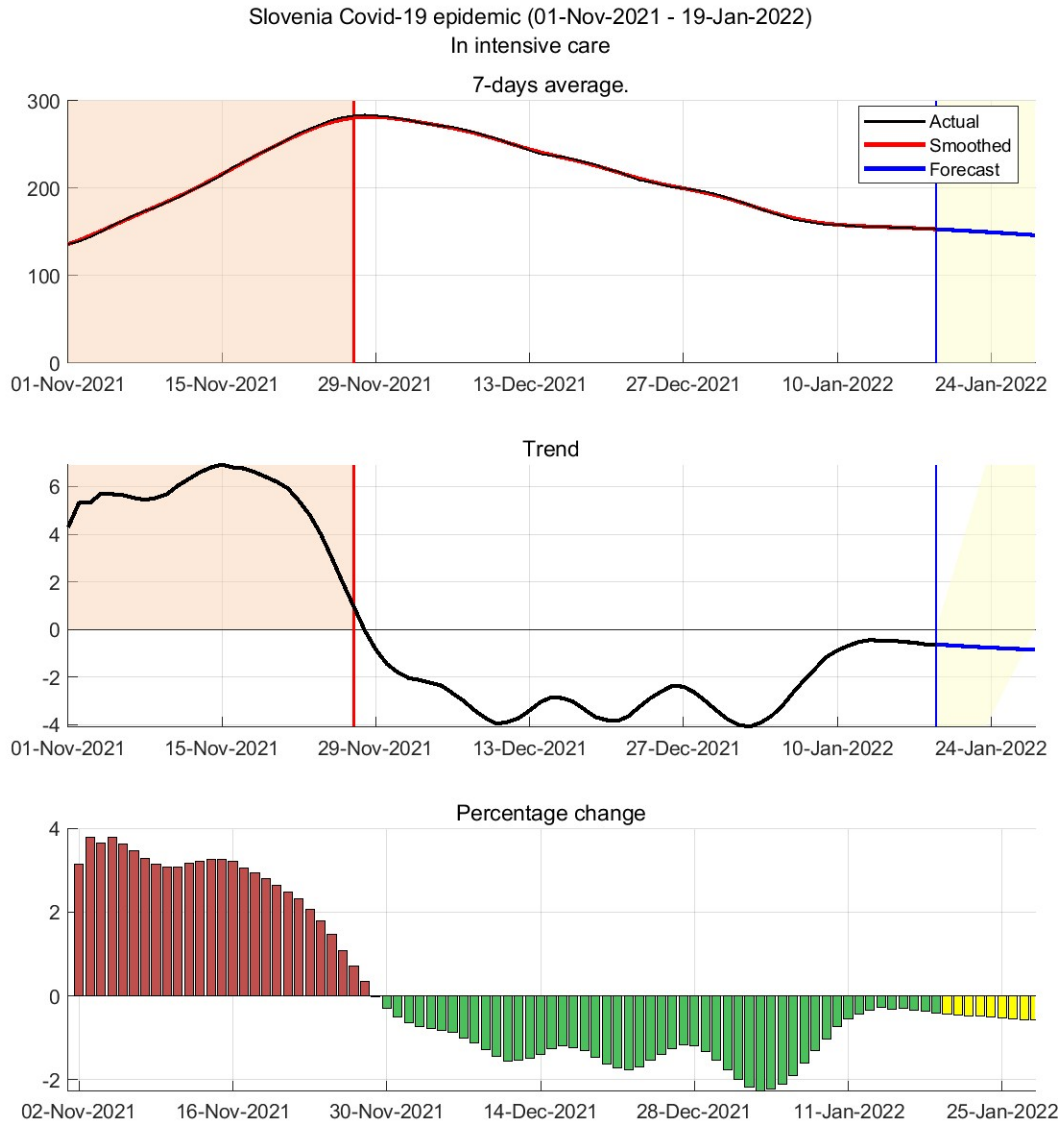 Slovenia Covid-19 epidemic (01-Nov-2021 - 19-Jan-2022)
In intensive care
7-days average.
300
200
100
0
Actual
Smoothed
Forecast
01-Nov-2021 15-Nov-2021 29-Nov-2021 13-Dec-2021 27-Dec-2021 10-Jan-2022 24-Jan-2022
Trend
6
4
2
0
-2
-4
01-Nov-2021 15-Nov-2021 29-Nov-2021 13-Dec-2021 27-Dec-2021 10-Jan-2022 24-Jan-2022
Percentage change
4
2
0
-2
02-Nov-2021 16-Nov-2021 30-Nov-2021 14-Dec-2021 28-Dec-2021 11-Jan-2022 25-Jan-2022